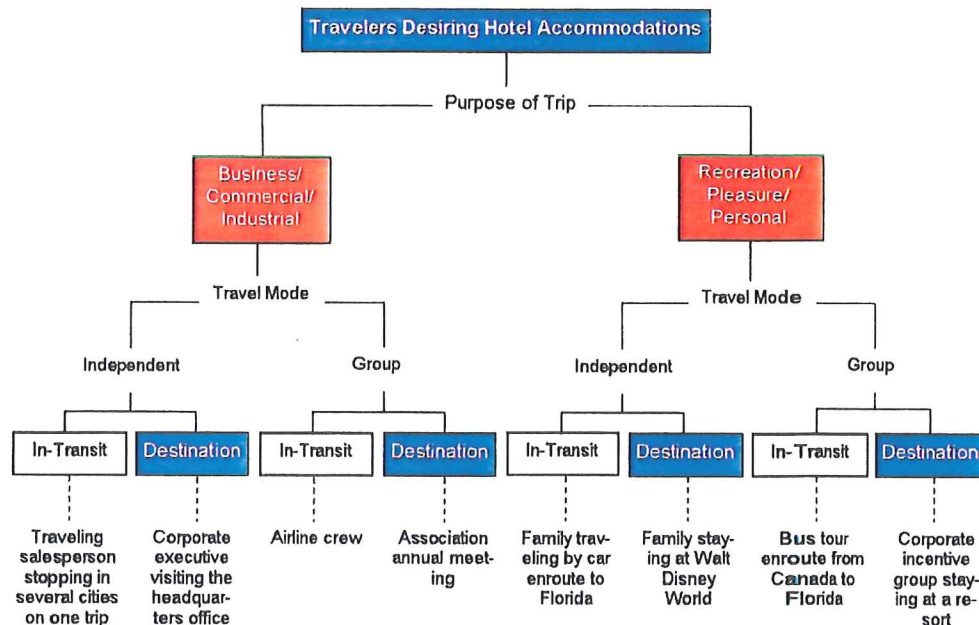 Travelers Desiring Hotel Accommodations
Purpose of Trip
Business/
Commercial/
Industrial
Recreation/
Pleasure/
Personal
Travel Mode
Travel Mode
Independent
Group
Independent
Group
In-Transit
Destination
In-Transit
Destination
In-Transit
Destination
In-Transit
Destination
Traveling
salesperson
stopping in
several cities
on one trip
Corporate
executive
visiting the
headquar-
ters office
Airline crew
Association
annual meet-
ing
Family trav-
eling by car
enroute to
Florida
Family stay-
ing at Walt
Disney
World
Bus tour
enroute from
Canada to
Florida
Corporate
incentive
group stay-
ing at a re-
sort